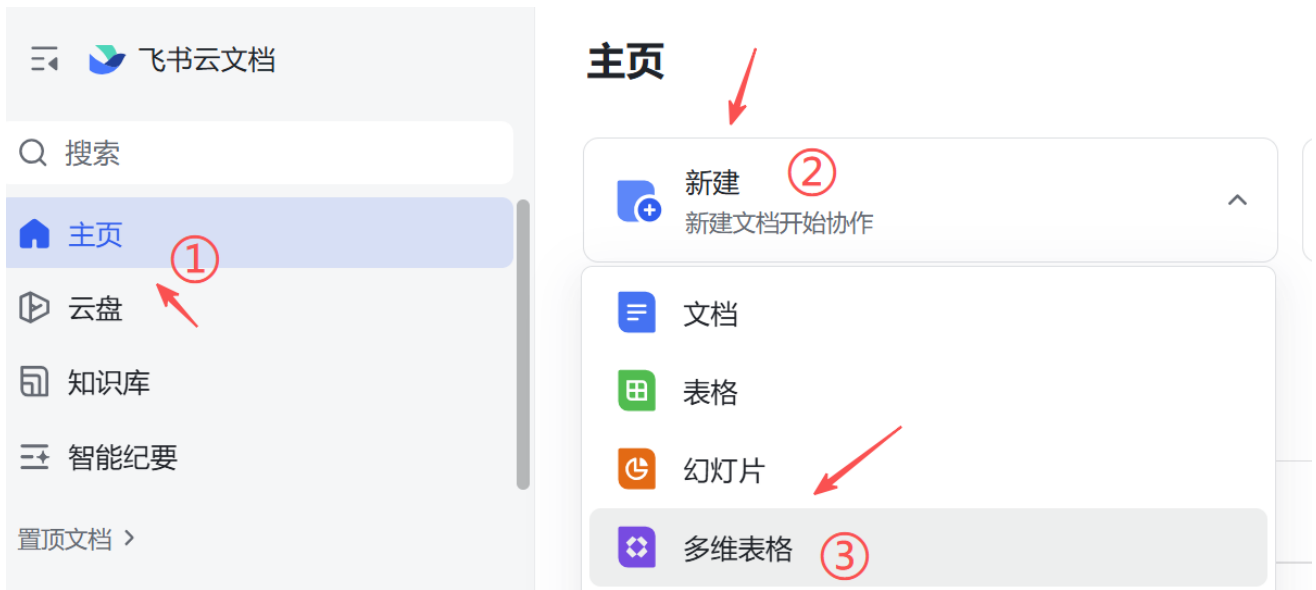 飞书云文档
搜索
主页
①
云盘
知识库
智能纪要
置顶文档
主页
新建
②
新建文档开始协作
文档
表格
幻灯片
多维表格
③